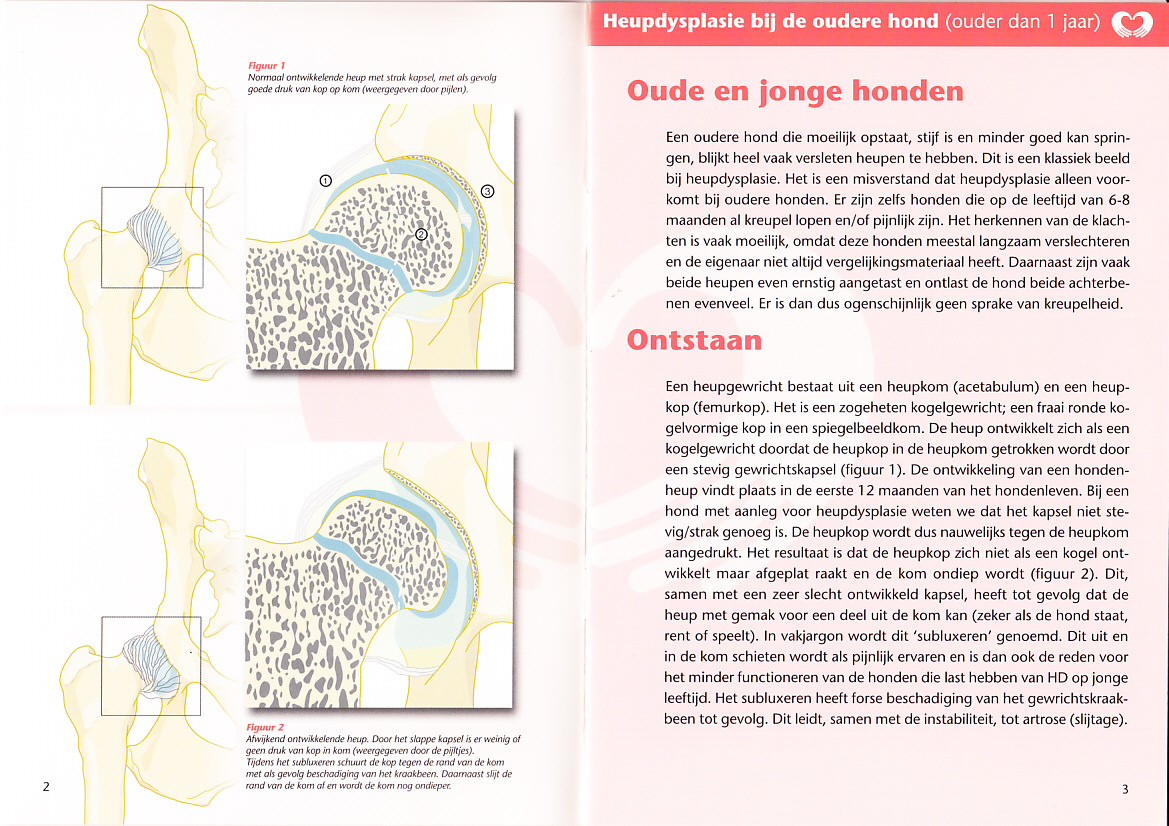 Figuur 1
Normaal ontwikkelende heup met strak kapsel, met als gevolg
goede druk van kop op kom (weergegeven door pijlen).
1
2
3
Figuur 2
Afwijkend ontwikkelende heup. Door het slappe kapsel is er weinig of
geen druk van kop in kom (weergegeven door de pijltjes).
Tijdens het subluxeren schuurt de kop tegen de rand van de kom
met als gevolg beschadiging van het kraakbeen. Daarnaast slijt de
rand van de kom af en wordt de kom nog ondieper.
2
Heupdysplasie bij de oudere hond (ouder dan 1 jaar)
Oude en jonge honden
Een oudere hond die moeilijk opstaat, stijf is en minder goed kan sprin-
gen, blijkt heel vaak versleten heupen te hebben. Dit is een klassiek beeld
bij heupdysplasie. Het is een misverstand dat heupdysplasie alleen voor-
komt bij oudere honden. Er zijn zelfs honden die op de leeftijd van 6-8
maanden al kreupel lopen en/of pijnlijk zijn. Het herkennen van de klach-
ten is vaak moeilijk, omdat deze honden meestal langzaam verslechteren
en de eigenaar niet altijd vergelijkingsmateriaal heeft. Daarnaast zijn vaak
beide heupen even ernstig aangetast en ontlast de hond beide achterbe-
nen evenveel. Er is dan dus ogenschijnlijk geen sprake van kreupelheid.
Ontstaan
Een heupgewricht bestaat uit een heupkom (acetabulum) en een heup-
kop (femurkop). Het is een zogeheten kogelgewricht; een fraai ronde ko-
gelvormige kop in een spiegelbeeldkom. De heup ontwikkelt zich als een
kogelgewricht doordat de heupkop in de heupkom getrokken wordt door
een stevig gewrichtskapsel (figuur 1). De ontwikkeling van een honden-
heup vindt plaats in de eerste 12 maanden van het hondenleven. Bij een
hond met aanleg voor heupdysplasie weten we dat het kapsel niet ste-
vig/strak genoeg is. De heupkop wordt dus nauwelijks tegen de heupkom
aangedrukt. Het resultaat is dat de heupkop zich niet als een kogel ont-
wikkelt maar afgeplat raakt en de kom ondiep wordt (figuur 2). Dit,
samen met een zeer slecht ontwikkeld kapsel, heeft tot gevolg dat de
heup met gemak voor een deel uit de kom kan (zeker als de hond staat,
rent of speelt). In vakjargon wordt dit ‘subluxeren’ genoemd. Dit uit en
in de kom schieten wordt als pijnlijk ervaren en is dan ook de reden voor
het minder functioneren van de honden die last hebben van HD op jonge
leeftijd. Het subluxeren heeft forse beschadiging van het gewrichtskraak-
been tot gevolg. Dit leidt, samen met de instabiliteit, tot artrose (slijtage).
3